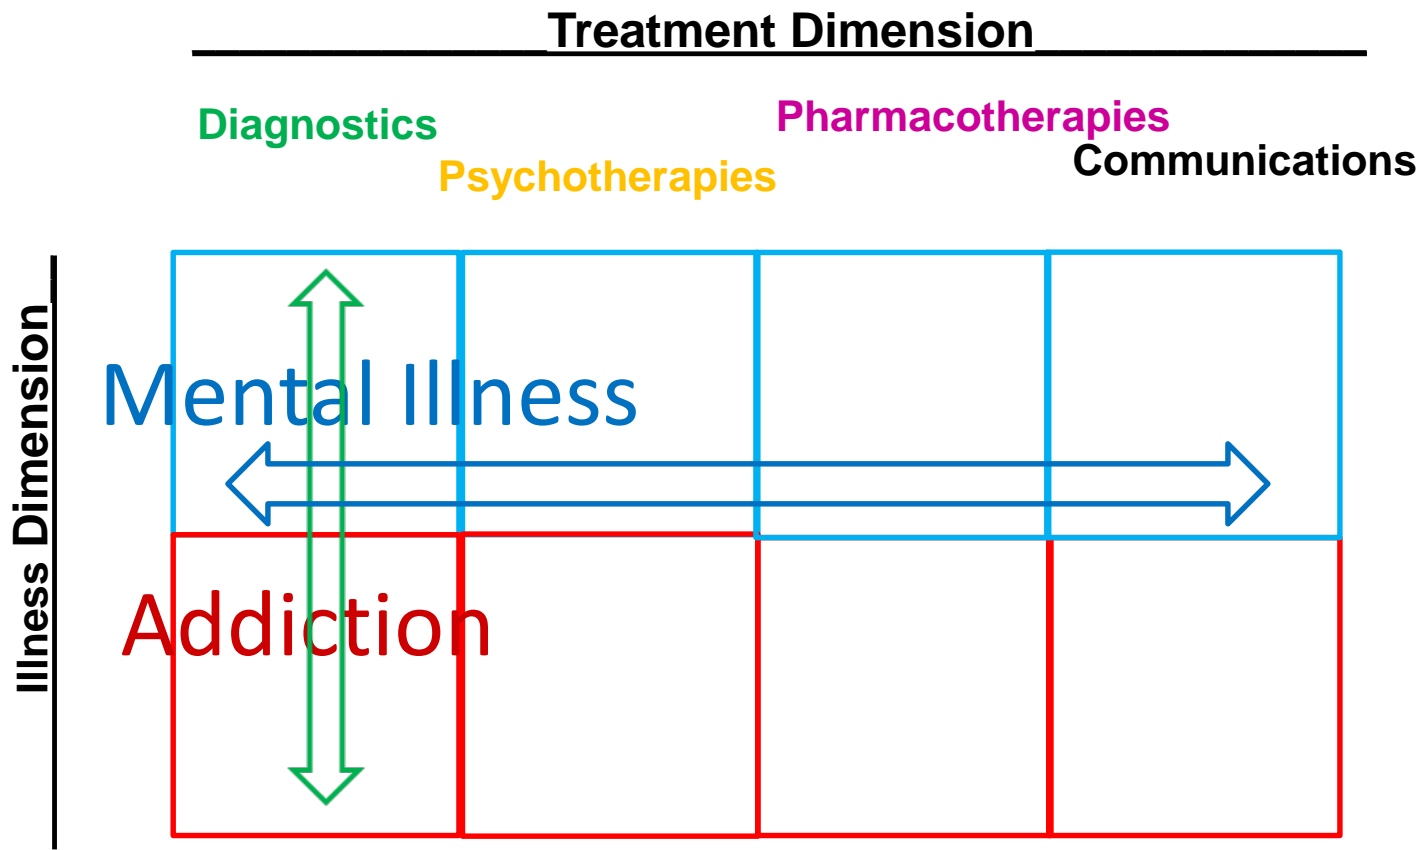 Treatment Dimension
Diagnostics
Psychotherapies
Pharmacotherapies
Communications
Illness Dimension
Mental Illness
Addiction